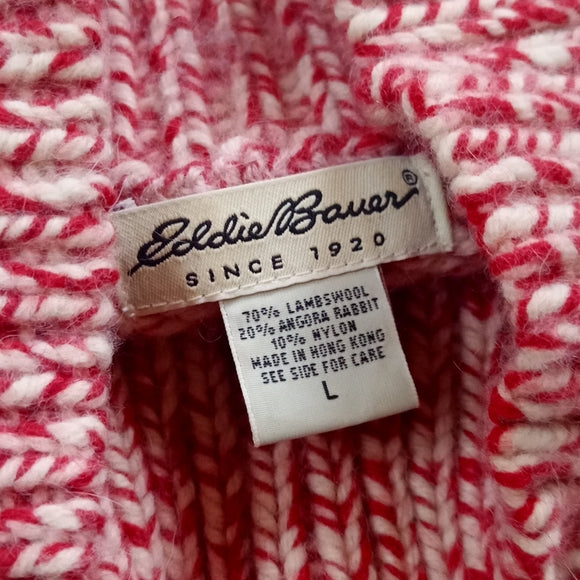 Eddie Bauer®
SINCE 1920
70% LAMBSWOOL
20% ANGORA RABBIT
10% NYLON
MADE IN HONG KONG
SEE SIDE FOR CARE
L